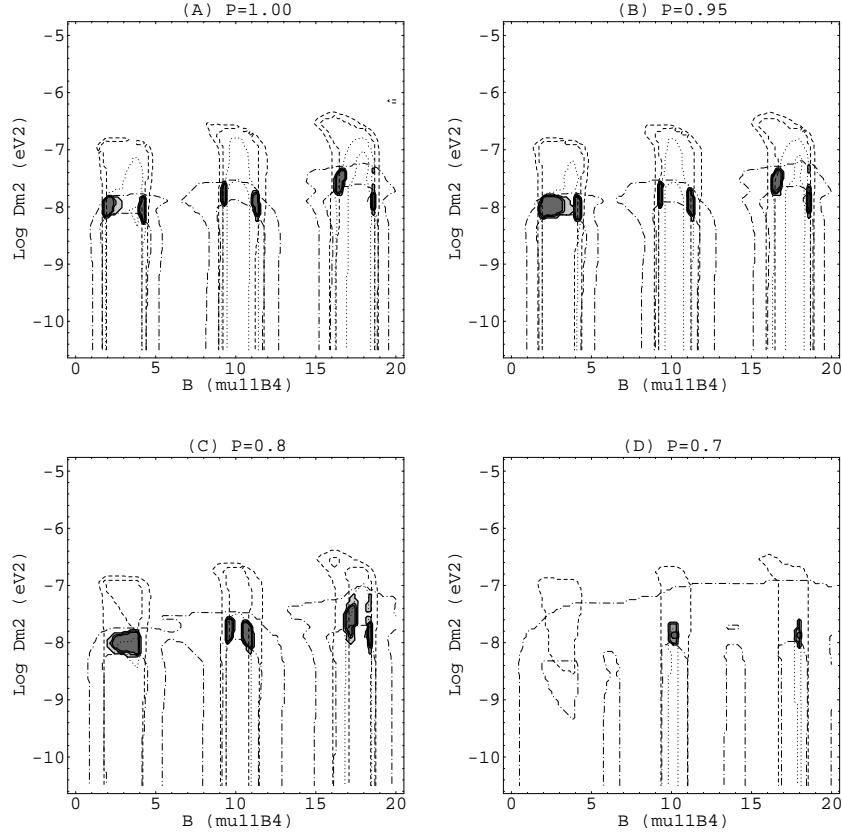 (A) P=1.00
Log Dm2 (eV2)
-5
-6
-7
-8
-9
-10
0 5 10 15 20
B (mu11B4)
(B) P=0.95
Log Dm2 (eV2)
-5
-6
-7
-8
-9
-10
0 5 10 15 20
B (mu11B4)
(C) P=0.8
Log Dm2 (eV2)
-5
-6
-7
-8
-9
-10
0 5 10 15 20
B (mu11B4)
(D) P=0.7
Log Dm2 (eV2)
-5
-6
-7
-8
-9
-10
0 5 10 15 20
B (mu11B4)